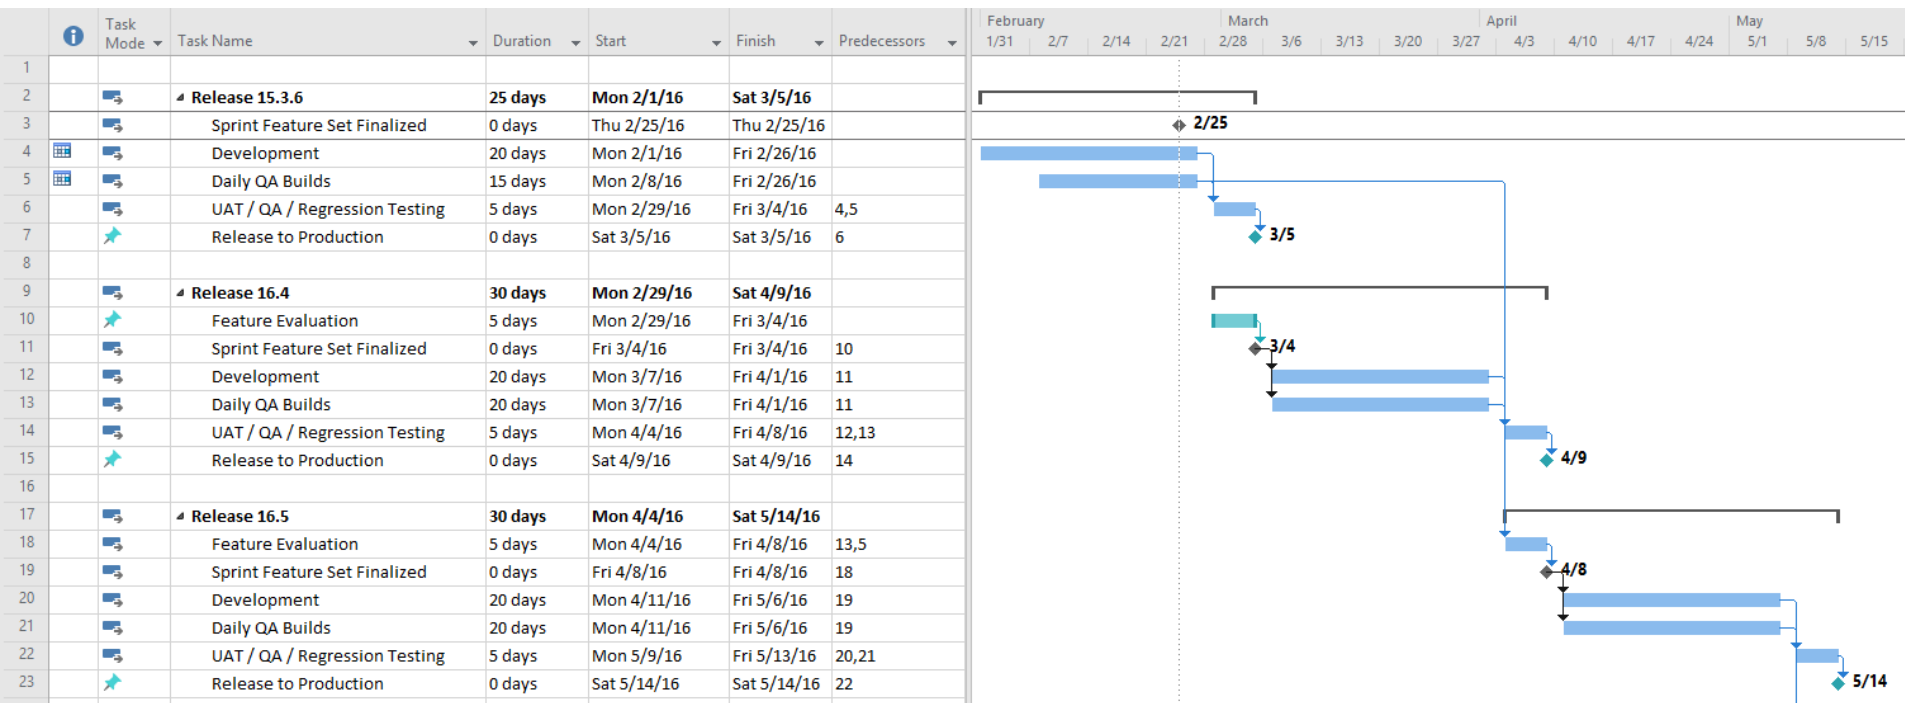 Task Mode Task Name Duration Start Finish Predecessors
February March April May
1/31 2/7 2/14 2/21 2/28 3/6 3/13 3/20 3/27 4/3 4/10 4/17 4/24 5/1 5/8 5/15
1
2 Release 15.3.6 25 days Mon 2/1/16 Sat 3/5/16
3 Sprint Feature Set Finalized 0 days Thu 2/25/16 Thu 2/25/16 2/25
4 Development 20 days Mon 2/1/16 Fri 2/26/16
5 Daily QA Builds 15 days Mon 2/8/16 Fri 2/26/16
6 UAT / QA / Regression Testing 5 days Mon 2/29/16 Fri 3/4/16 4,5
7 Release to Production 0 days Sat 3/5/16 Sat 3/5/16 6 3/5
8
9 Release 16.4 30 days Mon 2/29/16 Sat 4/9/16
10 Feature Evaluation 5 days Mon 2/29/16 Fri 3/4/16
11 Sprint Feature Set Finalized 0 days Fri 3/4/16 Fri 3/4/16 10 3/4
12 Development 20 days Mon 3/7/16 Fri 4/1/16 11
13 Daily QA Builds 20 days Mon 3/7/16 Fri 4/1/16 11
14 UAT / QA / Regression Testing 5 days Mon 4/4/16 Fri 4/8/16 12,13
15 Release to Production 0 days Sat 4/9/16 Sat 4/9/16 14 4/9
16
17 Release 16.5 30 days Mon 4/4/16 Sat 5/14/16
18 Feature Evaluation 5 days Mon 4/4/16 Fri 4/8/16 13,5
19 Sprint Feature Set Finalized 0 days Fri 4/8/16 Fri 4/8/16 18 4/8
20 Development 20 days Mon 4/11/16 Fri 5/6/16 19
21 Daily QA Builds 20 days Mon 4/11/16 Fri 5/6/16 19
22 UAT / QA / Regression Testing 5 days Mon 5/9/16 Fri 5/13/16 20,21
23 Release to Production 0 days Sat 5/14/16 Sat 5/14/16 22 5/14